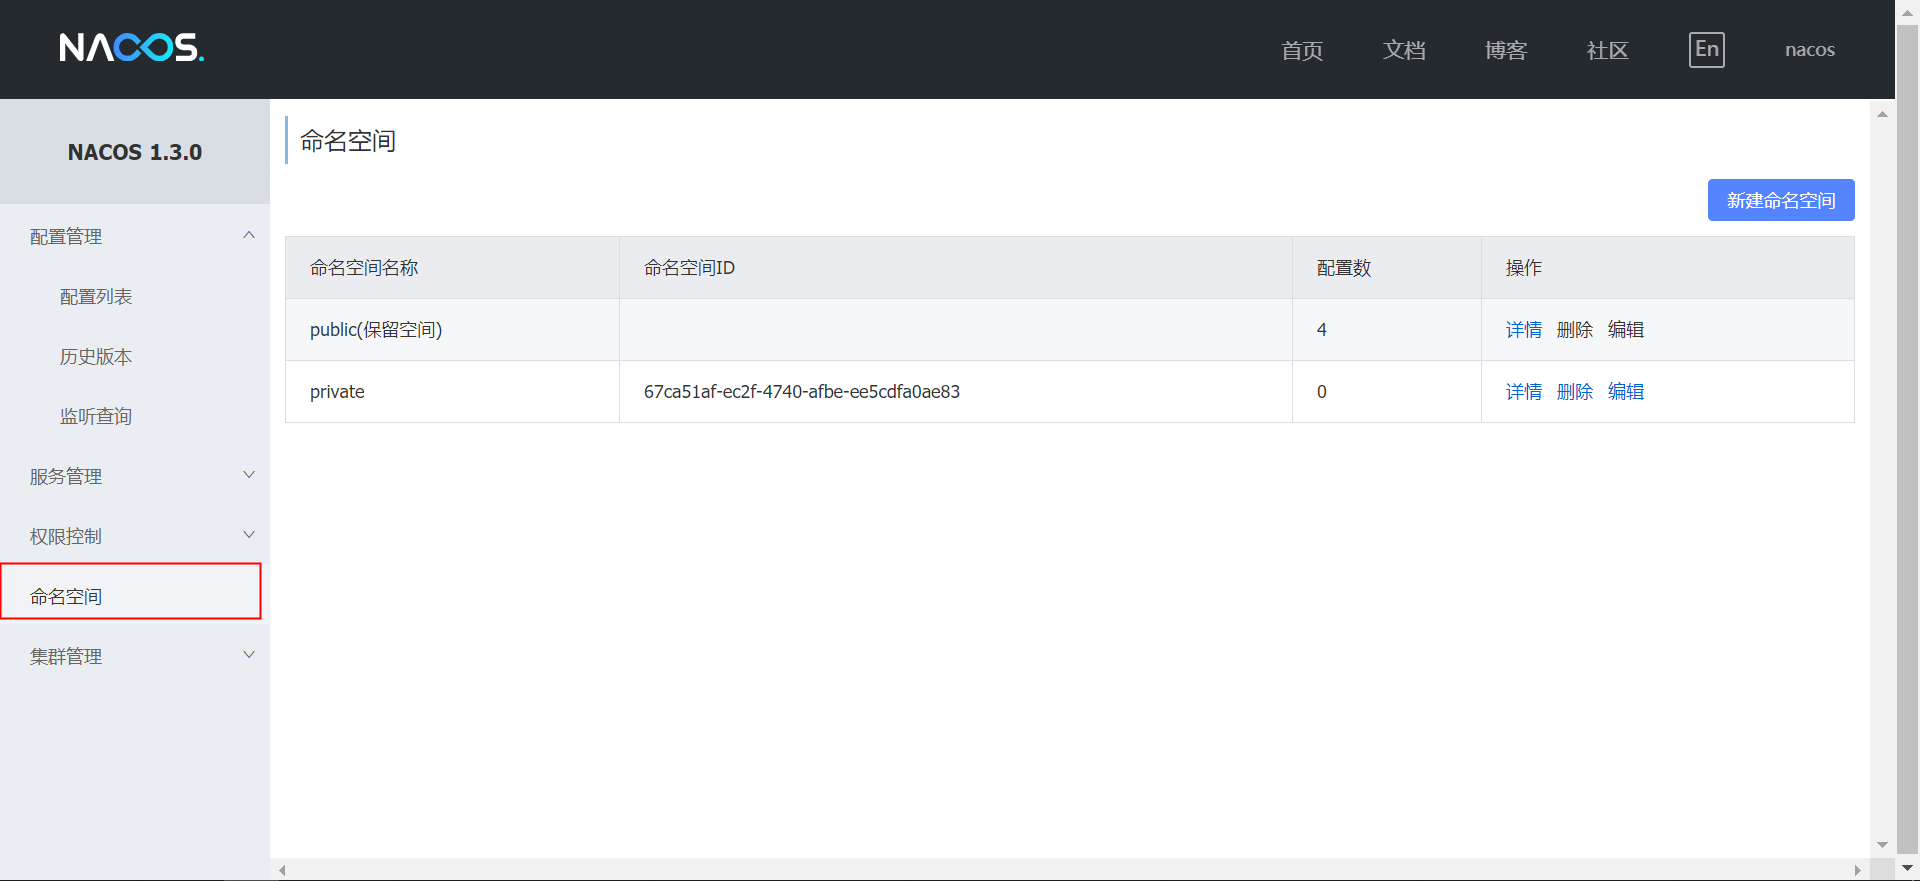 NACOS.
首页 文档 博客 社区 En nacos
NACOS 1.3.0
配置管理
配置列表
历史版本
监听查询
服务管理
权限控制
命名空间
集群管理
命名空间
新建命名空间
命名空间名称 命名空间ID 配置数 操作
public(保留空间) 4 详情 删除 编辑
private 67ca51af-ec2f-4740-afbe-ee5cdfa0ae83 0 详情 删除 编辑